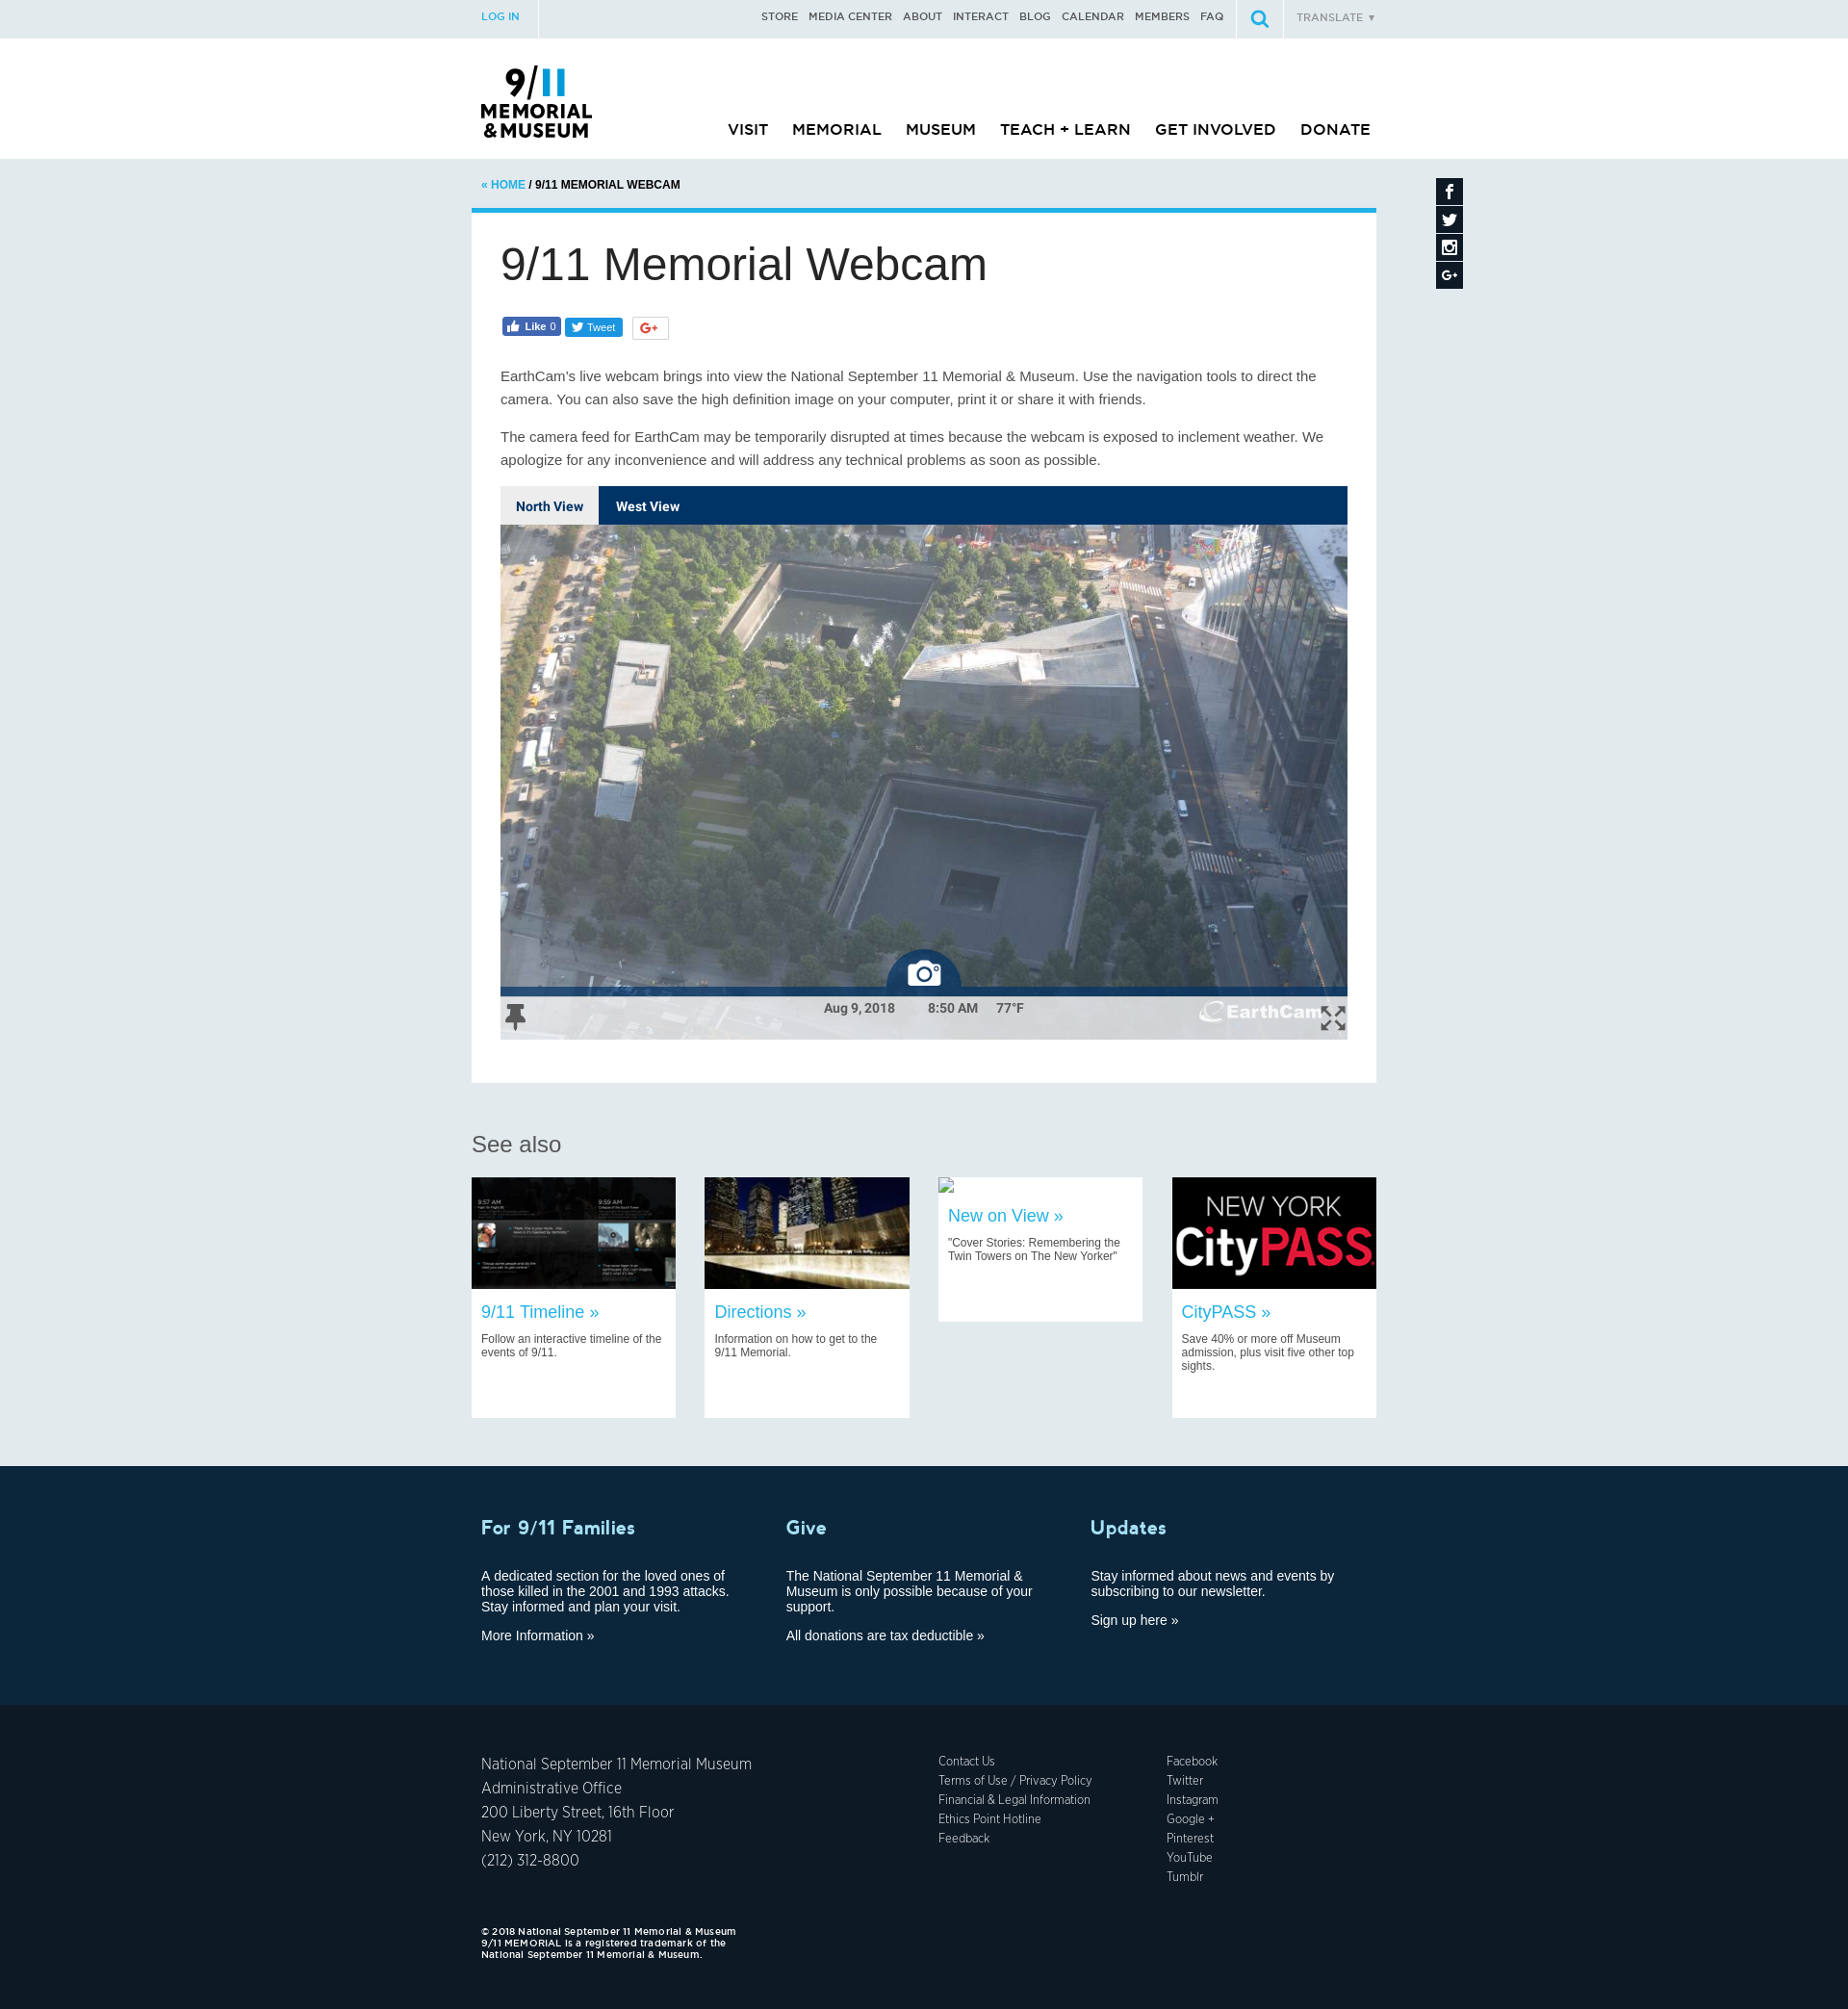 LOG IN
STORE MEDIA CENTER ABOUT INTERACT BLOG CALENDAR MEMBERS FAQ
TRANSLATE ▼
9/11
MEMORIAL
&MUSEUM
VISIT MEMORIAL MUSEUM TEACH + LEARN GET INVOLVED DONATE
« HOME / 9/11 MEMORIAL WEBCAM
9/11 Memorial Webcam
Like 0
Tweet
G+
EarthCam's live webcam brings into view the National September 11 Memorial & Museum. Use the navigation tools to direct the
camera. You can also save the high definition image on your computer, print it or share it with friends.
The camera feed for EarthCam may be temporarily disrupted at times because the webcam is exposed to inclement weather. We
apologize for any inconvenience and will address any technical problems as soon as possible.
North View West View
Aug 9, 2018 8:50 AM 77°F
EarthCam
See also
9:57 AM
9:59 AM
9/11 Timeline »
Follow an interactive timeline of the
events of 9/11.
Directions »
Information on how to get to the
9/11 Memorial.
New on View »
"Cover Stories: Remembering the
Twin Towers on The New Yorker"
NEW YORK
CityPASS
CityPASS »
Save 40% or more off Museum
admission, plus visit five other top
sights.
For 9/11 Families
A dedicated section for the loved ones of
those killed in the 2001 and 1993 attacks.
Stay informed and plan your visit.
More Information »
Give
The National September 11 Memorial &
Museum is only possible because of your
support.
All donations are tax deductible »
Updates
Stay informed about news and events by
subscribing to our newsletter.
Sign up here »
National September 11 Memorial Museum
Administrative Office
200 Liberty Street, 16th Floor
New York, NY 10281
(212) 312-8800
Contact Us
Terms of Use / Privacy Policy
Financial & Legal Information
Ethics Point Hotline
Feedback
Facebook
Twitter
Instagram
Google +
Pinterest
YouTube
Tumblr
© 2018 National September 11 Memorial & Museum
9/11 MEMORIAL is a registered trademark of the
National September 11 Memorial & Museum.